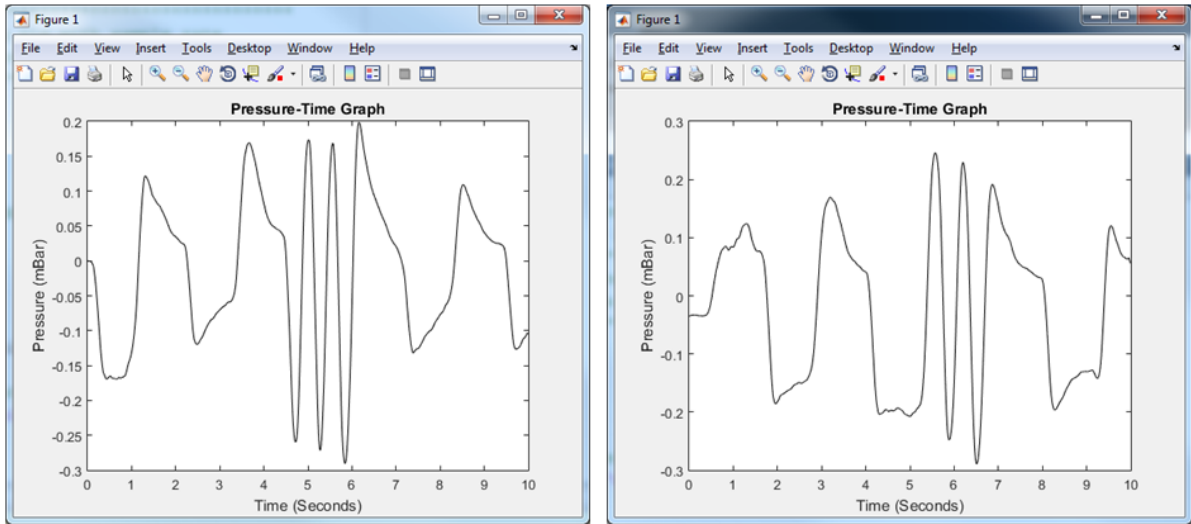 Figure 1
File Edit View Insert Tools Desktop Window Help
Pressure-Time Graph
0.2
0.15
0.1
0.05
0
-0.05
-0.1
-0.15
-0.2
-0.25
-0.3
Pressure (mBar)
0 1 2 3 4 5 6 7 8 9 10
Time (Seconds)
Figure 1
File Edit View Insert Tools Desktop Window Help
Pressure-Time Graph
0.3
0.2
0.1
0
-0.1
-0.2
-0.3
Pressure (mBar)
0 1 2 3 4 5 6 7 8 9 10
Time (Seconds)